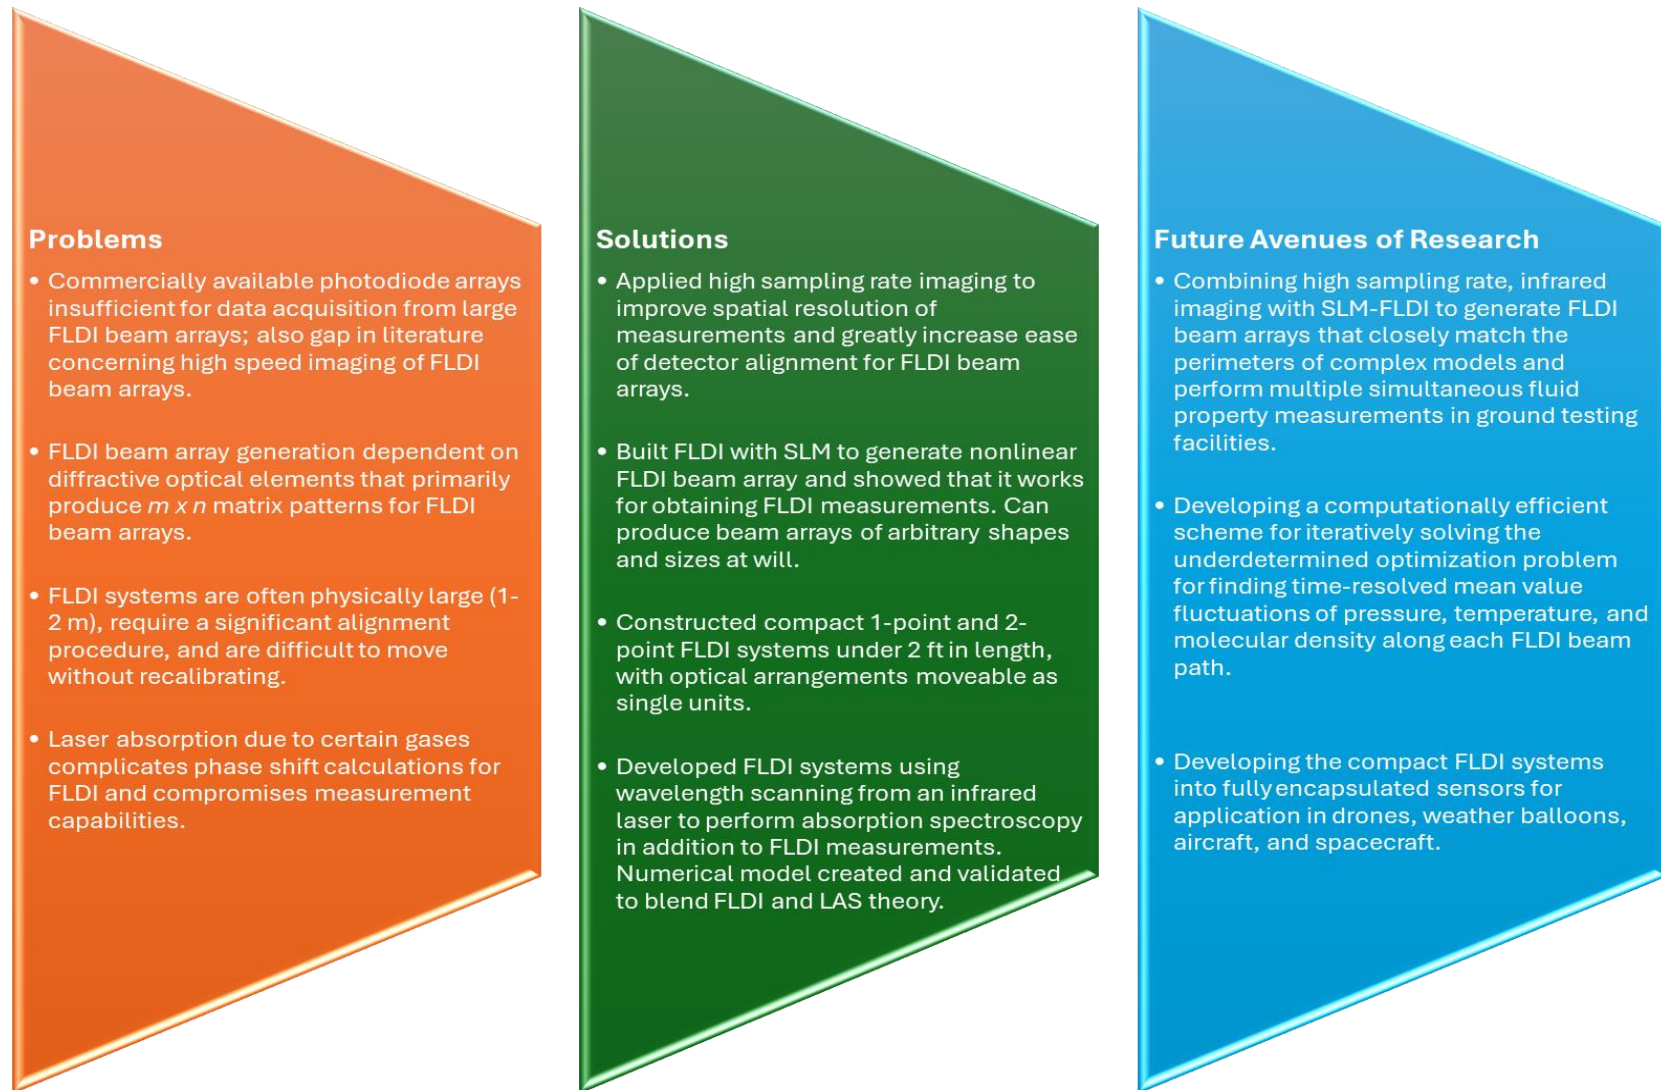 Problems
• Commercially available photodiode arrays
insufficient for data acquisition from large
FLDI beam arrays; also gap in literature
concerning high speed imaging of FLDI
beam arrays.
• FLDI beam array generation dependent on
diffractive optical elements that primarily
produce m x n matrix patterns for FLDI
beam arrays.
• FLDI systems are often physically large (1-
2 m), require a significant alignment
procedure, and are difficult to move
without recalibrating.
• Laser absorption due to certain gases
complicates phase shift calculations for
FLDI and compromises measurement
capabilities.
Solutions
• Applied high sampling rate imaging to
improve spatial resolution of
measurements and greatly increase ease
of detector alignment for FLDI beam
arrays.
• Built FLDI with SLM to generate nonlinear
FLDI beam array and showed that it works
for obtaining FLDI measurements. Can
produce beam arrays of arbitrary shapes
and sizes at will.
• Constructed compact 1-point and 2-
point FLDI systems under 2 ft in length,
with optical arrangements moveable as
single units.
• Developed FLDI systems using
wavelength scanning from an infrared
laser to perform absorption spectroscopy
in addition to FLDI measurements.
Numerical model created and validated
to blend FLDI and LAS theory.
Future Avenues of Research
• Combining high sampling rate, infrared
imaging with SLM-FLDI to generate FLDI
beam arrays that closely match the
perimeters of complex models and
perform multiple simultaneous fluid
property measurements in ground testing
facilities.
• Developing a computationally efficient
scheme for iteratively solving the
underdetermined optimization problem
for finding time-resolved mean value
fluctuations of pressure, temperature, and
molecular density along each FLDI beam
path.
• Developing the compact FLDI systems
into fully encapsulated sensors for
application in drones, weather balloons,
aircraft, and spacecraft.